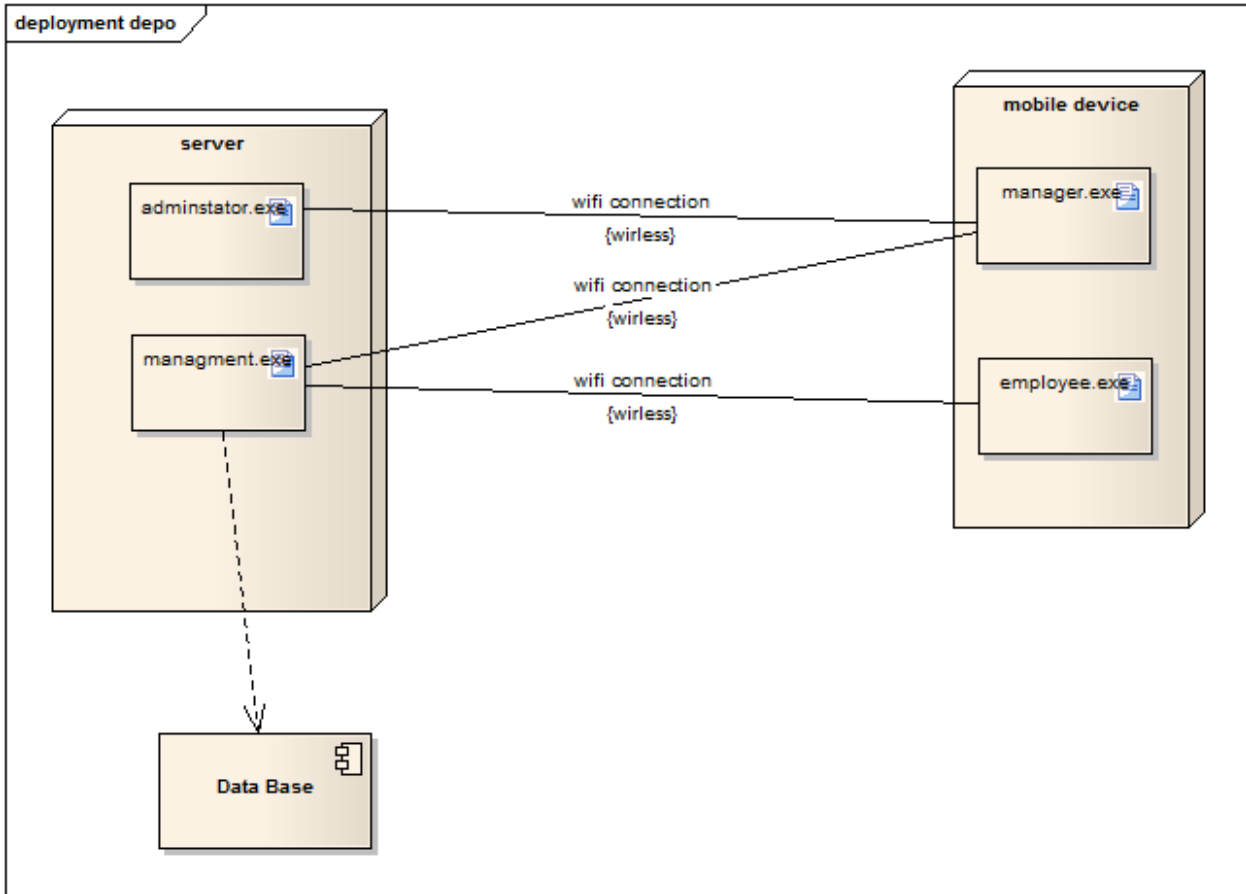 deployment depo
server
mobile device
adminstator.exe
manager.exe
wifi connection
{wirless}
wifi connection
{wirless}
managment.exe
employee.exe
wifi connection
{wirless}
Data Base